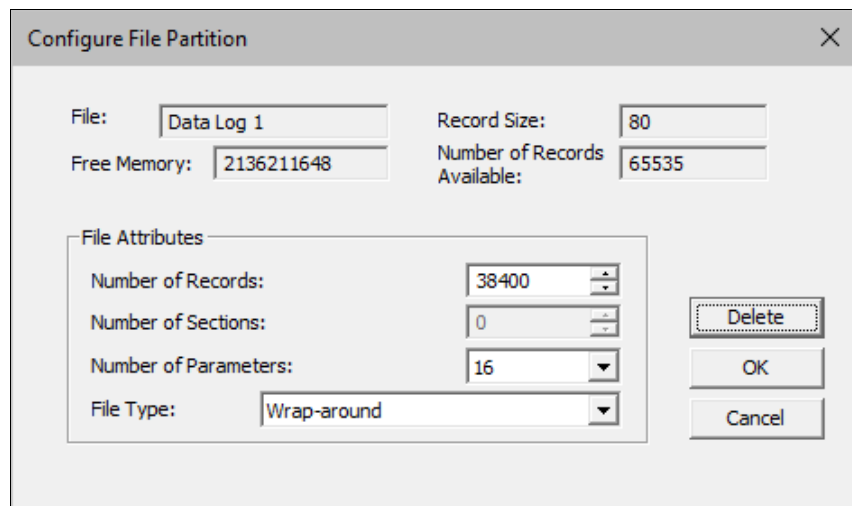 Configure File Partition
File: Data Log 1 Record Size: 80
Free Memory: 2136211648 Number of Records Available: 65535
File Attributes
Number of Records: 38400
Number of Sections: 0
Number of Parameters: 16
File Type: Wrap-around
Delete
OK
Cancel